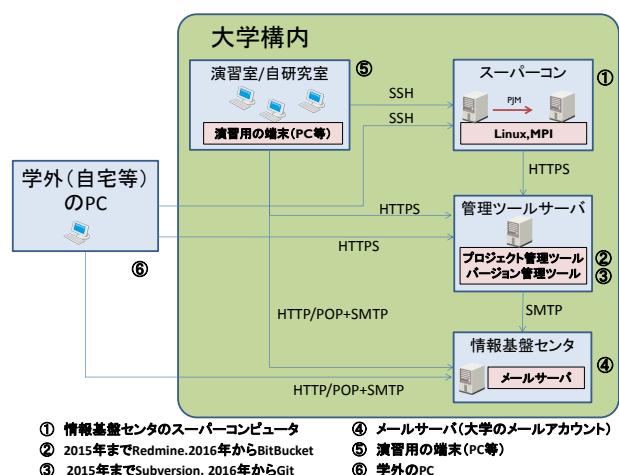 大学構内
演習室/自研究室
⑤
演習用の端末(PC等)
スーパーコン
①
PJM
Linux,MPI
SSH
SSH
HTTPS
学外(自宅等)
のPC
⑥
HTTPS
HTTPS
管理ツールサーバ
プロジェクト管理ツール
②
バージョン管理ツール
③
SMTP
HTTP/POP+SMTP
情報基盤センタ
④
メールサーバ
HTTP/POP+SMTP
① 情報基盤センタのスーパーコンピュータ
② 2015年までRedmine.2016年からBitBucket
③ 2015年までSubversion. 2016年からGit
④ メールサーバ(大学のメールアカウント)
⑤ 演習用の端末(PC等)
⑥ 学外のPC